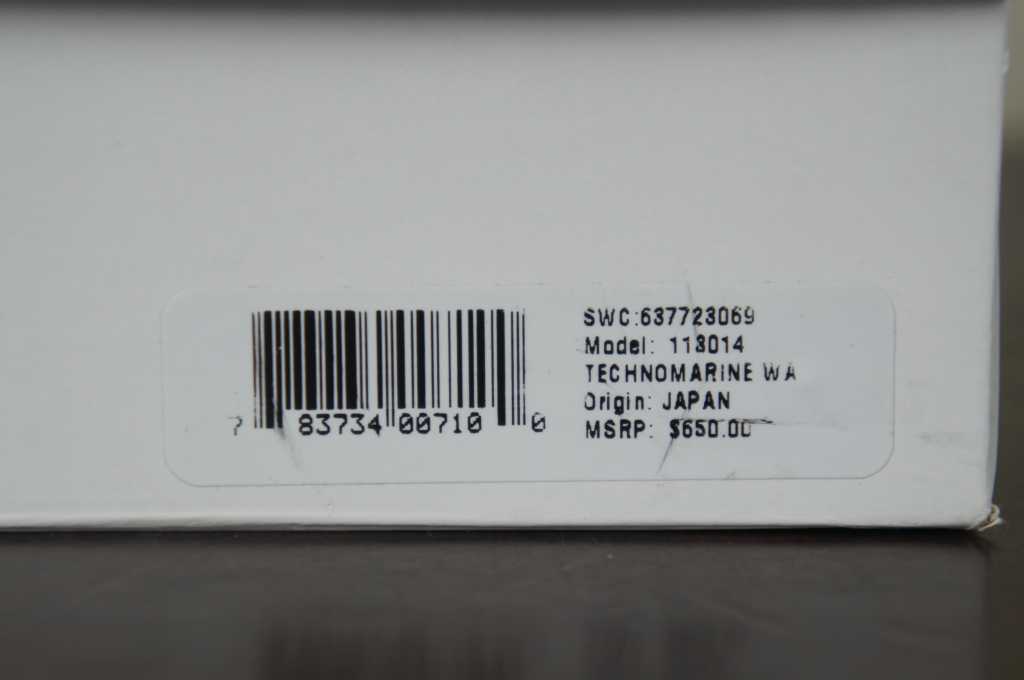 SWC:637723069
Model: 113014
TECHNOMARINE WA
Origin: JAPAN
MSRP: $650.00
7 83734 00710 0